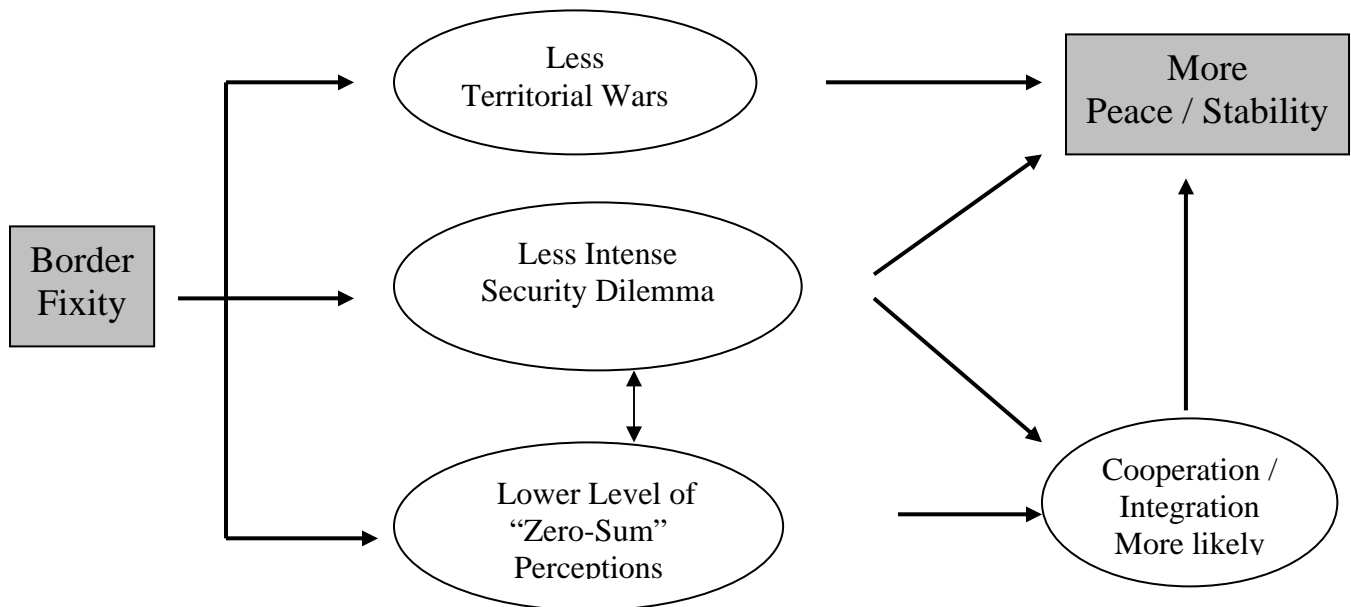 Less
Territorial Wars
More
Peace / Stability
Border
Fixity
Less Intense
Security Dilemma
Lower Level of
“Zero-Sum”
Perceptions
Cooperation /
Integration
More likely